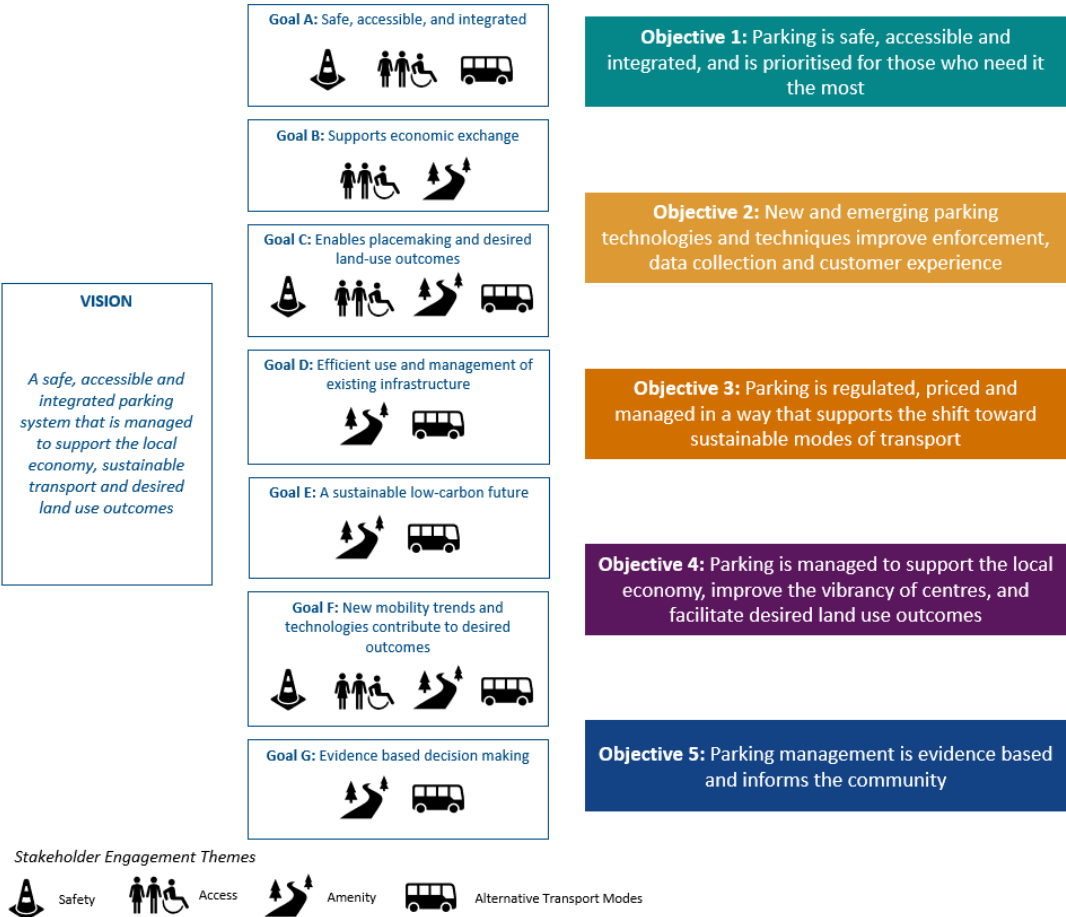 VISION
A safe, accessible and
integrated parking
system that is managed
to support the local
economy, sustainable
transport and desired
land use outcomes
Goal A: Safe, accessible, and integrated
Goal B: Supports economic exchange
Goal C: Enables placemaking and desired
land-use outcomes
Goal D: Efficient use and management of
existing infrastructure
Goal E: A sustainable low-carbon future
Goal F: New mobility trends and
technologies contribute to desired
outcomes
Goal G: Evidence based decision making
Objective 1: Parking is safe, accessible and
integrated, and is prioritised for those who need it
the most
Objective 2: New and emerging parking
technologies and techniques improve enforcement,
data collection and customer experience
Objective 3: Parking is regulated, priced and
managed in a way that supports the shift toward
sustainable modes of transport
Objective 4: Parking is managed to support the local
economy, improve the vibrancy of centres, and
facilitate desired land use outcomes
Objective 5: Parking management is evidence based
and informs the community
Stakeholder Engagement Themes
Safety
Access
Amenity
Alternative Transport Modes